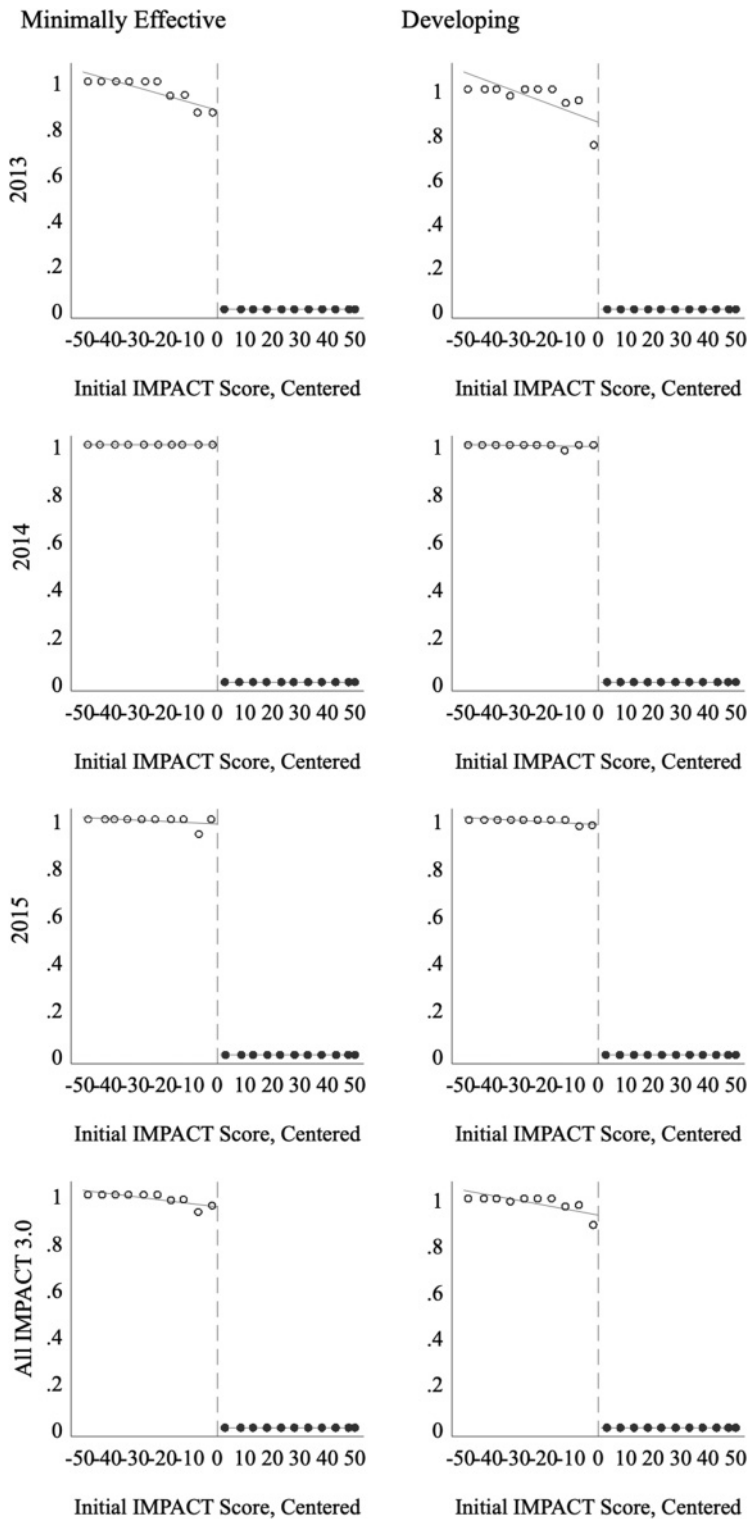 Minimally Effective
Developing
2013
1
.8
.6
.4
.2
0
-50 -40 -30 -20 -10 0 10 20 30 40 50
Initial IMPACT Score, Centered
1
.8
.6
.4
.2
0
-50 -40 -30 -20 -10 0 10 20 30 40 50
Initial IMPACT Score, Centered
2014
1
.8
.6
.4
.2
0
-50 -40 -30 -20 -10 0 10 20 30 40 50
Initial IMPACT Score, Centered
1
.8
.6
.4
.2
0
-50 -40 -30 -20 -10 0 10 20 30 40 50
Initial IMPACT Score, Centered
2015
1
.8
.6
.4
.2
0
-50 -40 -30 -20 -10 0 10 20 30 40 50
Initial IMPACT Score, Centered
1
.8
.6
.4
.2
0
-50 -40 -30 -20 -10 0 10 20 30 40 50
Initial IMPACT Score, Centered
All IMPACT 3.0
1
.8
.6
.4
.2
0
-50 -40 -30 -20 -10 0 10 20 30 40 50
Initial IMPACT Score, Centered
1
.8
.6
.4
.2
0
-50 -40 -30 -20 -10 0 10 20 30 40 50
Initial IMPACT Score, Centered